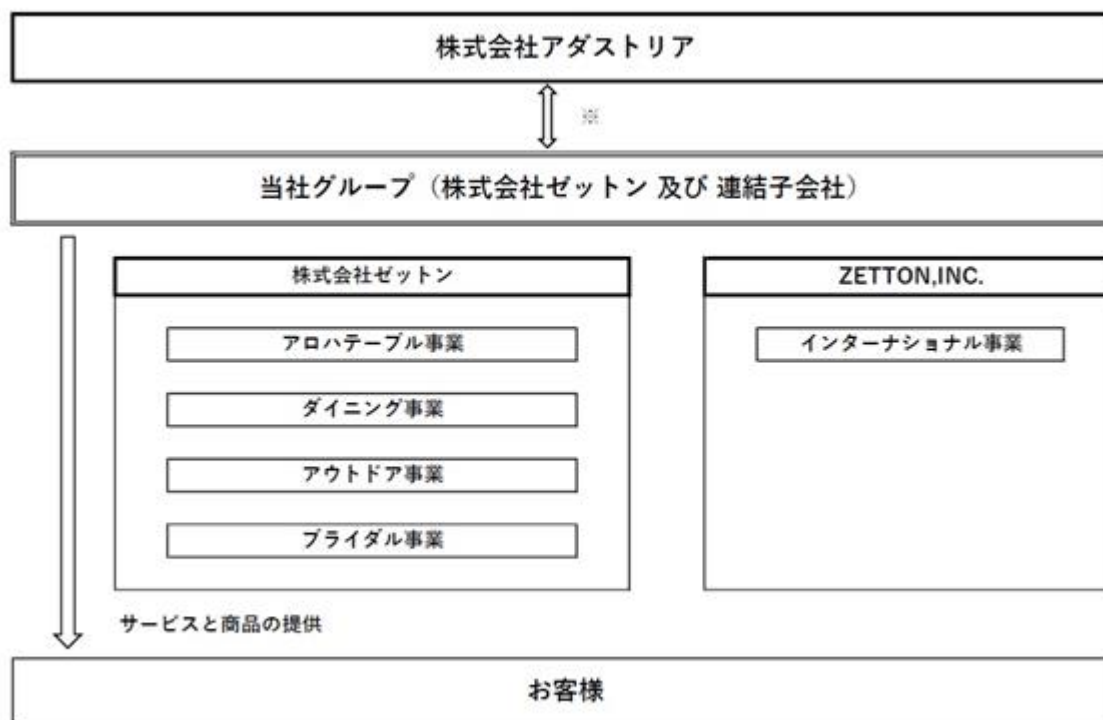 株式会社アダストリア
※
当社グループ（株式会社ゼットン 及び 連結子会社）
株式会社ゼットン
アロハテーブル事業
ダイニング事業
アウトドア事業
ブライダル事業
ZETTON,INC.
インターナショナル事業
サービスと商品の提供
お客様